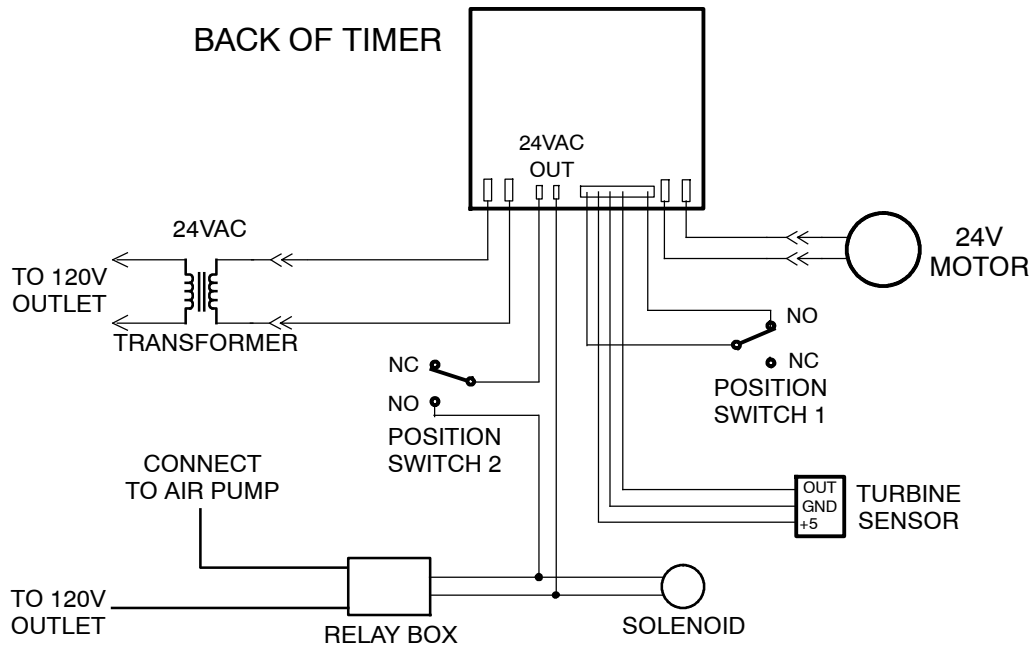 BACK OF TIMER
24VAC
OUT
24VAC
TO 120V
OUTLET
TRANSFORMER
24V
MOTOR
NO
NC
POSITION
SWITCH 1
NC
NO
POSITION
SWITCH 2
CONNECT
TO AIR PUMP
OUT
GND
+5
TURBINE
SENSOR
TO 120V
OUTLET
RELAY BOX
SOLENOID